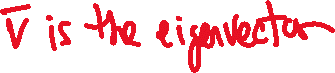 v̅ is the eigenvector